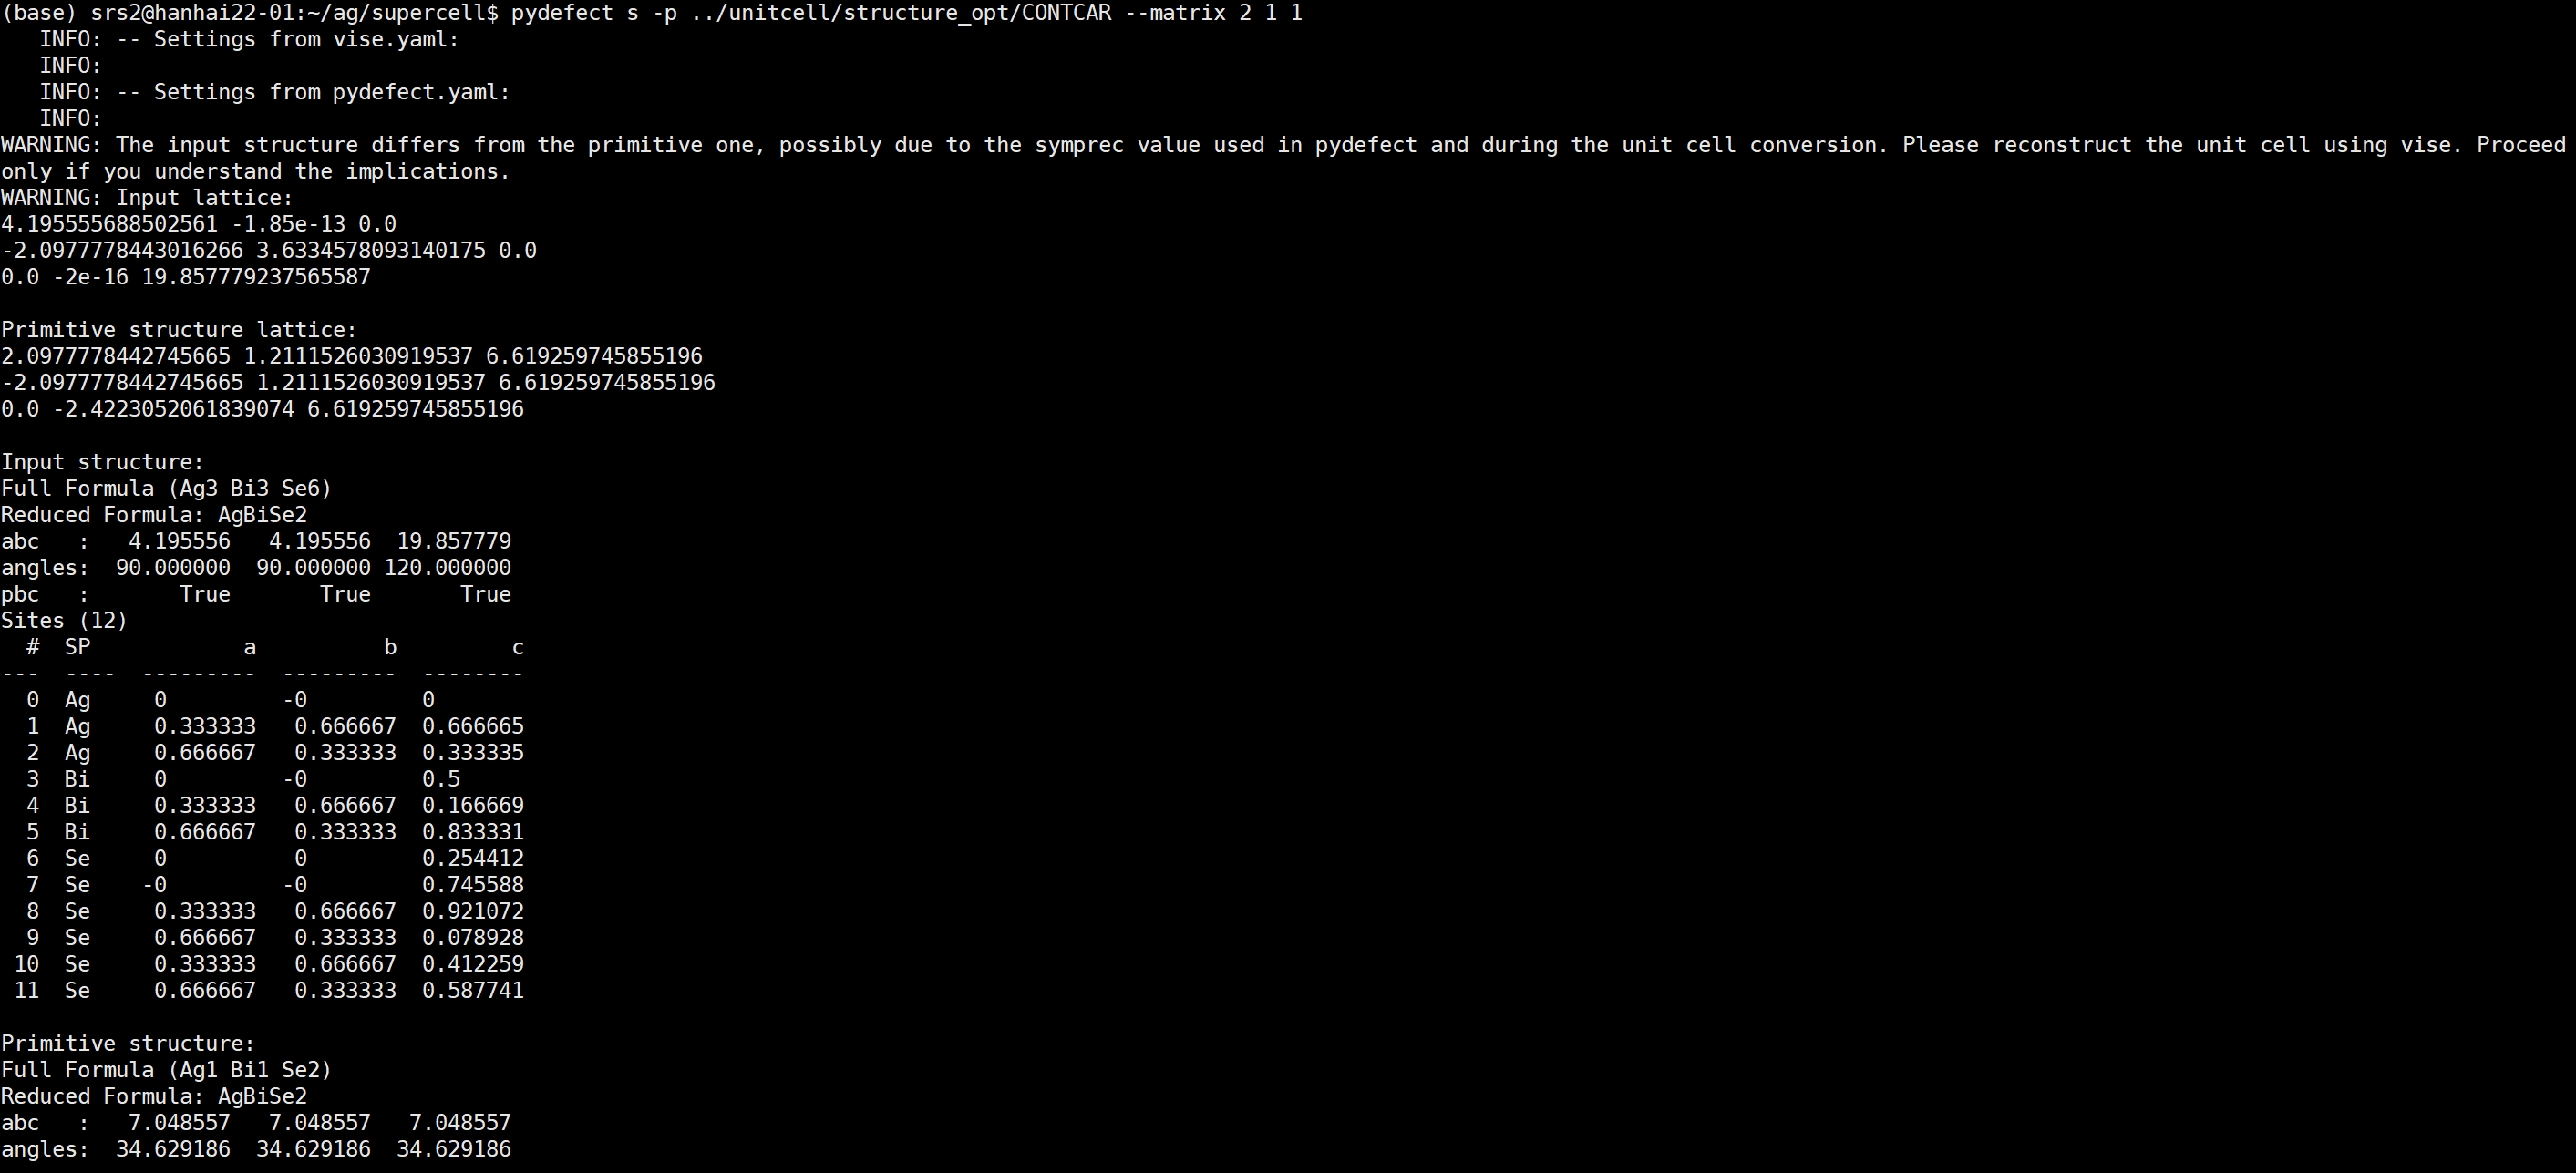 (base) srs2@hanhai22-01:~/ag/supercell$ pydefect s -p ../unitcell/structure_opt/CONTCAR --matrix 2 1 1
   INFO: -- Settings from vise.yaml:
   INFO:
   INFO: -- Settings from pydefect.yaml:
   INFO:
WARNING: The input structure differs from the primitive one, possibly due to the symprec value used in pydefect and during the unit cell conversion. Please reconstruct the unit cell using vise. Proceed
only if you understand the implications.
WARNING: Input lattice:
4.195555688502561 -1.85e-13 0.0
-2.0977778443016266 3.6334578093140175 0.0
0.0 -2e-16 19.857779237565587

Primitive structure lattice:
2.0977778442745665 1.2111526030919537 6.619259745855196
-2.0977778442745665 1.2111526030919537 6.619259745855196
0.0 -2.4223052061839074 6.619259745855196

Input structure:
Full Formula (Ag3 Bi3 Se6)
Reduced Formula: AgBiSe2
abc   :   4.195556   4.195556  19.857779
angles:  90.000000  90.000000 120.000000
pbc   :       True       True       True
Sites (12)
  #  SP            a          b         c
---  ----  ---------  ---------  --------
  0  Ag     0         -0         0
  1  Ag     0.333333   0.666667  0.666665
  2  Ag     0.666667   0.333333  0.333335
  3  Bi     0         -0         0.5
  4  Bi     0.333333   0.666667  0.166669
  5  Bi     0.666667   0.333333  0.833331
  6  Se     0          0         0.254412
  7  Se    -0         -0         0.745588
  8  Se     0.333333   0.666667  0.921072
  9  Se     0.666667   0.333333  0.078928
 10  Se     0.333333   0.666667  0.412259
 11  Se     0.666667   0.333333  0.587741

Primitive structure:
Full Formula (Ag1 Bi1 Se2)
Reduced Formula: AgBiSe2
abc   :   7.048557   7.048557   7.048557
angles:  34.629186  34.629186  34.629186